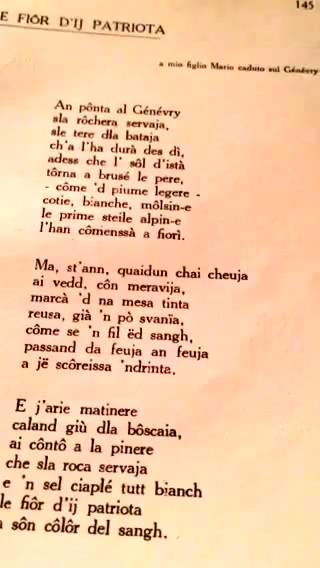 145
E FIÔR D'IJ PATRIOTA
a mio figlio Mario caduto sul Génévry
An pônta al Génévry
sla rôchera servaja,
sle tere dla bataja
ch'a l'ha durà des dì,
adess che l' sôl d'istà
tôrna a brusé le pere,
- côme 'd piume legere -
cotie, bianche, môlsin-e
le prime steile alpin-e
l'han cômenssà a fiorì.
Ma, st'ann, quaidun chai cheuja
ai vedd, côn meravija,
marcà 'd na mesa tinta
reusa, già 'n pò svanïa,
côme se 'n fil ëd sangh,
passand da feuja an feuja
a jë scôreissa 'ndrinta.
E j'arie matinere
caland giù dla bôscaia,
ai côntô a la pinere
che sla roca servaja
e 'n sel ciaplé tutt bianch
le fiôr d'ij patriota
a sôn côlôr del sangh.